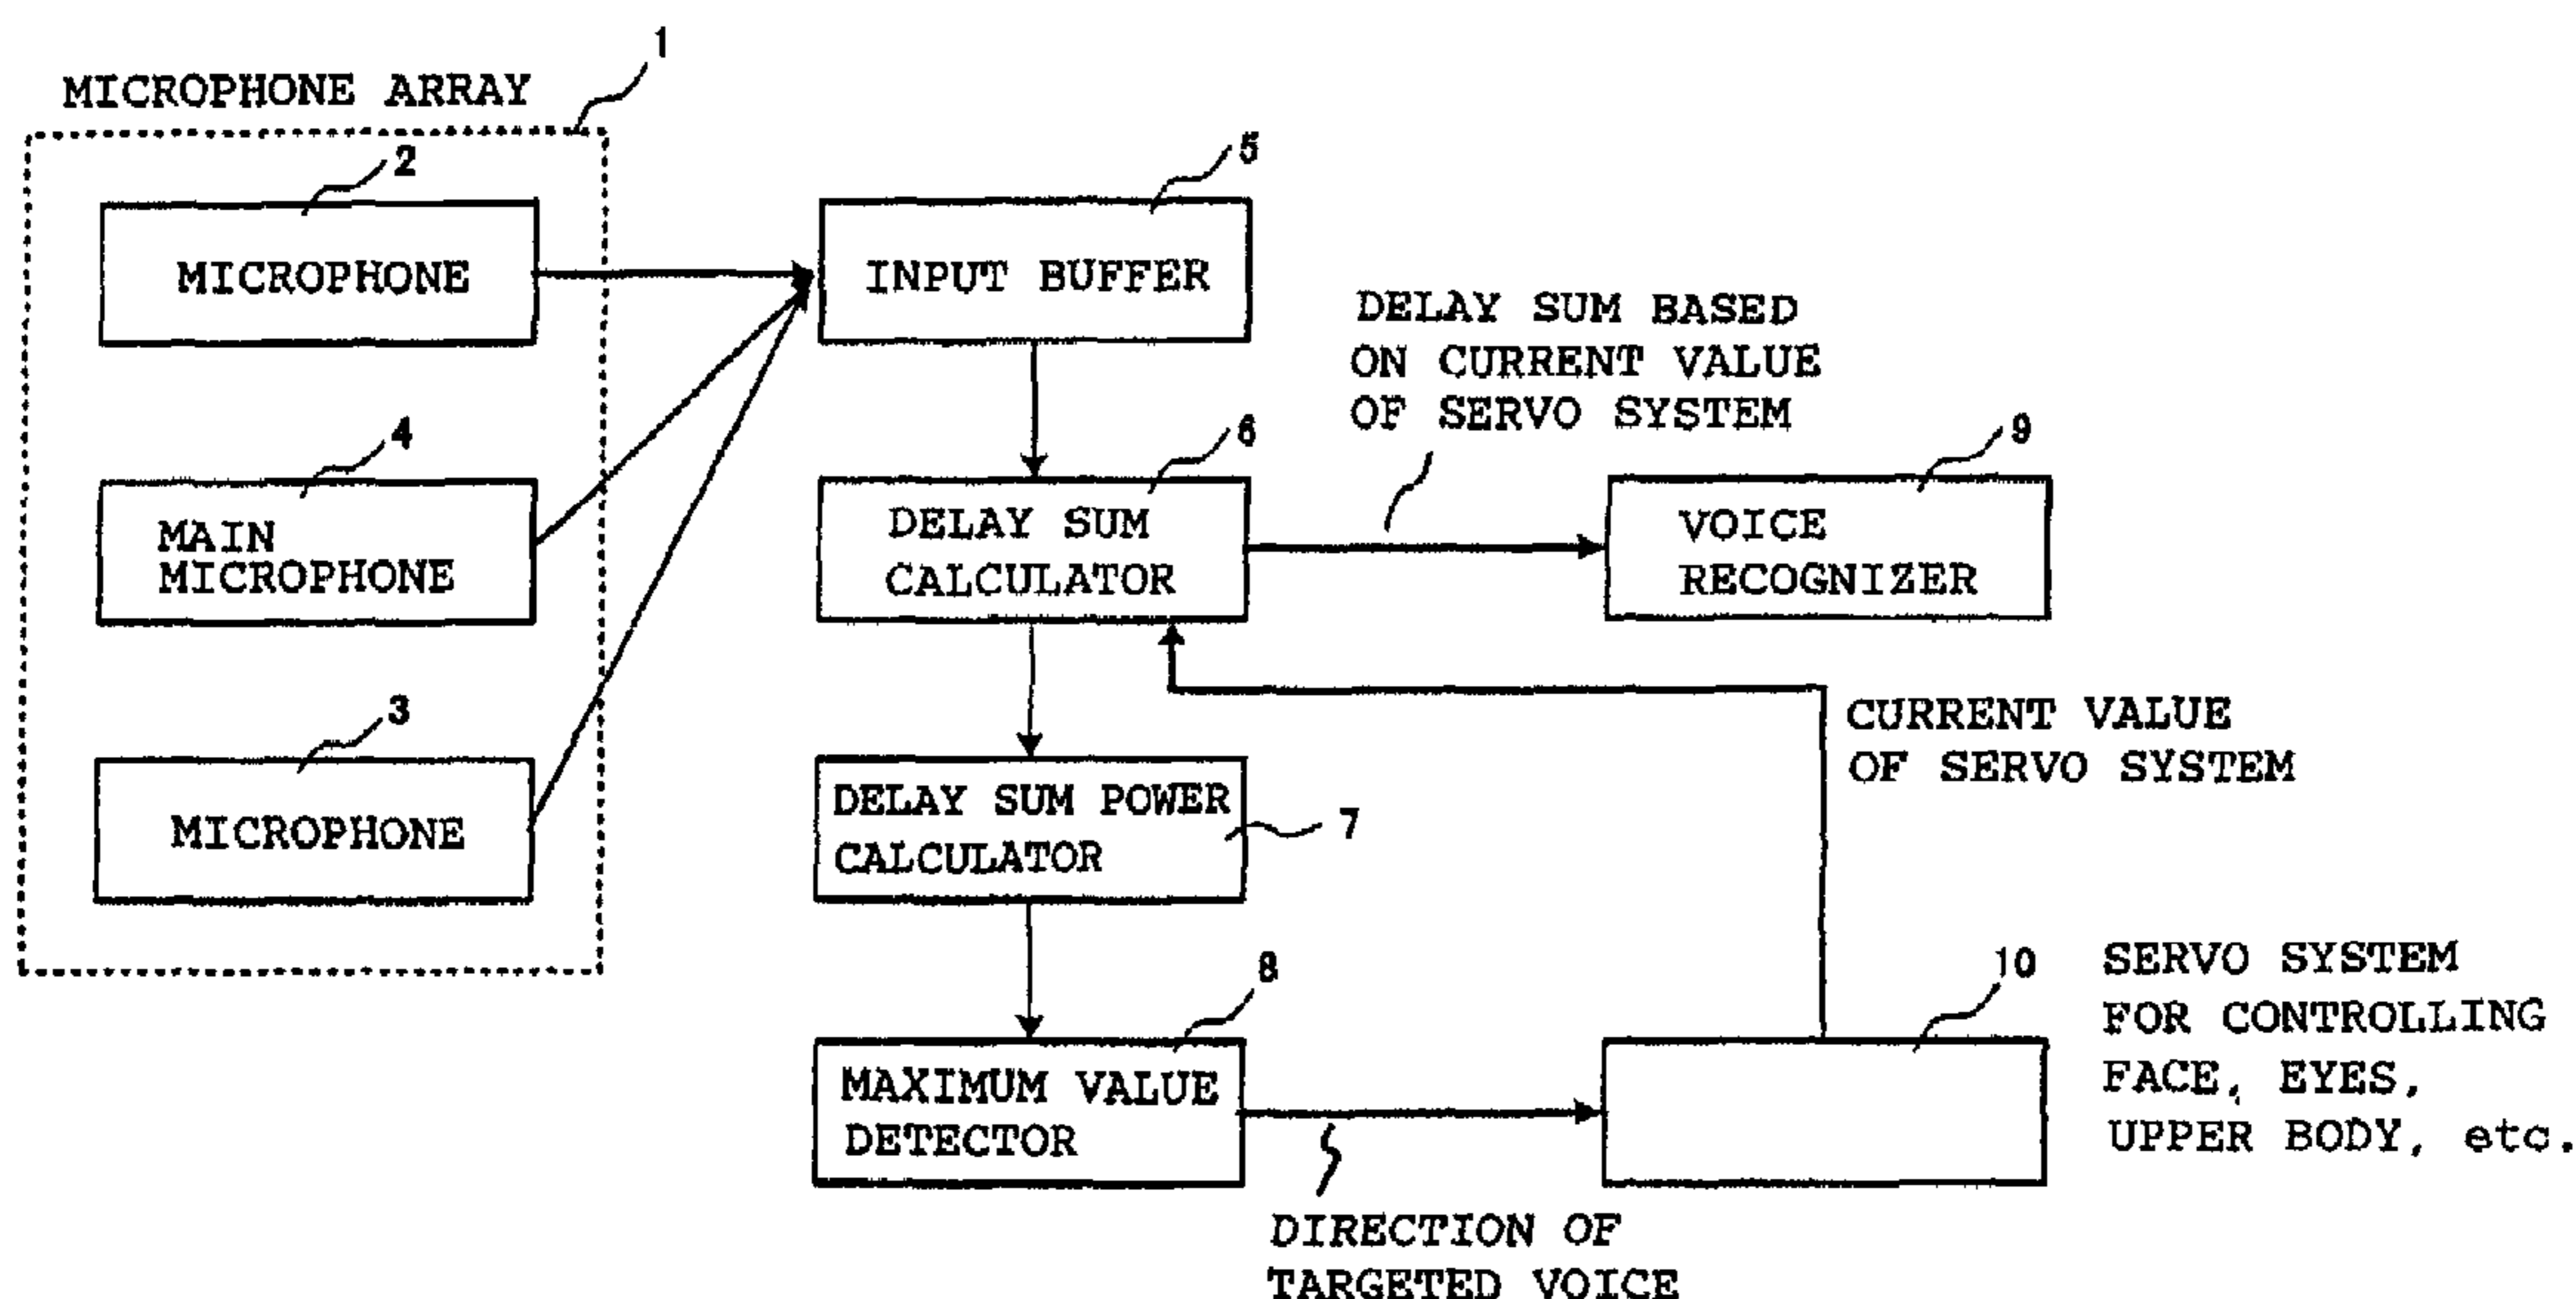 1
MICROPHONE ARRAY
2
MICROPHONE
4
MAIN
MICROPHONE
3
MICROPHONE
5
INPUT BUFFER
6
DELAY SUM
CALCULATOR
DELAY SUM BASED
ON CURRENT VALUE
OF SERVO SYSTEM
9
VOICE
RECOGNIZER
7
DELAY SUM POWER
CALCULATOR
CURRENT VALUE
OF SERVO SYSTEM
8
MAXIMUM VALUE
DETECTOR
DIRECTION OF
TARGETED VOICE
10
SERVO SYSTEM
FOR CONTROLLING
FACE, EYES,
UPPER BODY, etc.